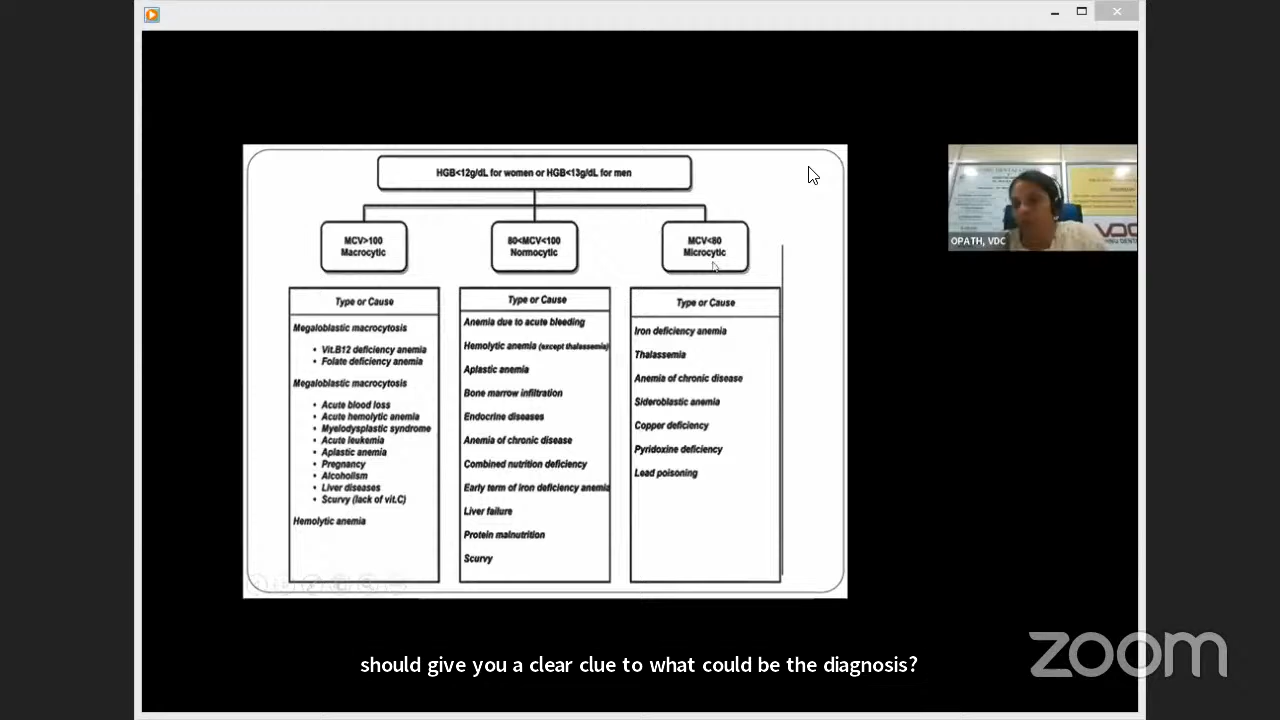 HGB<12g/dL for women or HGB<13g/dL for men
MCV>100
Macrocytic
80<MCV<100
Normocytic
MCV<80
Microcytic
Type or Cause
Megaloblastic macrocytosis
• Vit.B12 deficiency anemia
• Folate deficiency anemia
Megaloblastic macrocytosis
• Acute blood loss
• Acute hemolytic anemia
• Myelodysplastic syndrome
• Acute leukemia
• Aplastic anemia
• Pregnancy
• Alcoholism
• Liver diseases
• Scurvy (lack of vit.C)
Hemolytic anemia
Type or Cause
Anemia due to acute bleeding
Hemolytic anemia (except thalassemia)
Aplastic anemia
Bone marrow infiltration
Endocrine diseases
Anemia of chronic disease
Combined nutrition deficiency
Early term of iron deficiency anemia
Liver failure
Protein malnutrition
Scurvy
Type or Cause
Iron deficiency anemia
Thalassemia
Anemia of chronic disease
Sideroblastic anemia
Copper deficiency
Pyridoxine deficiency
Lead poisoning
OPATH, VDC
VDC
should give you a clear clue to what could be the diagnosis?
zoom